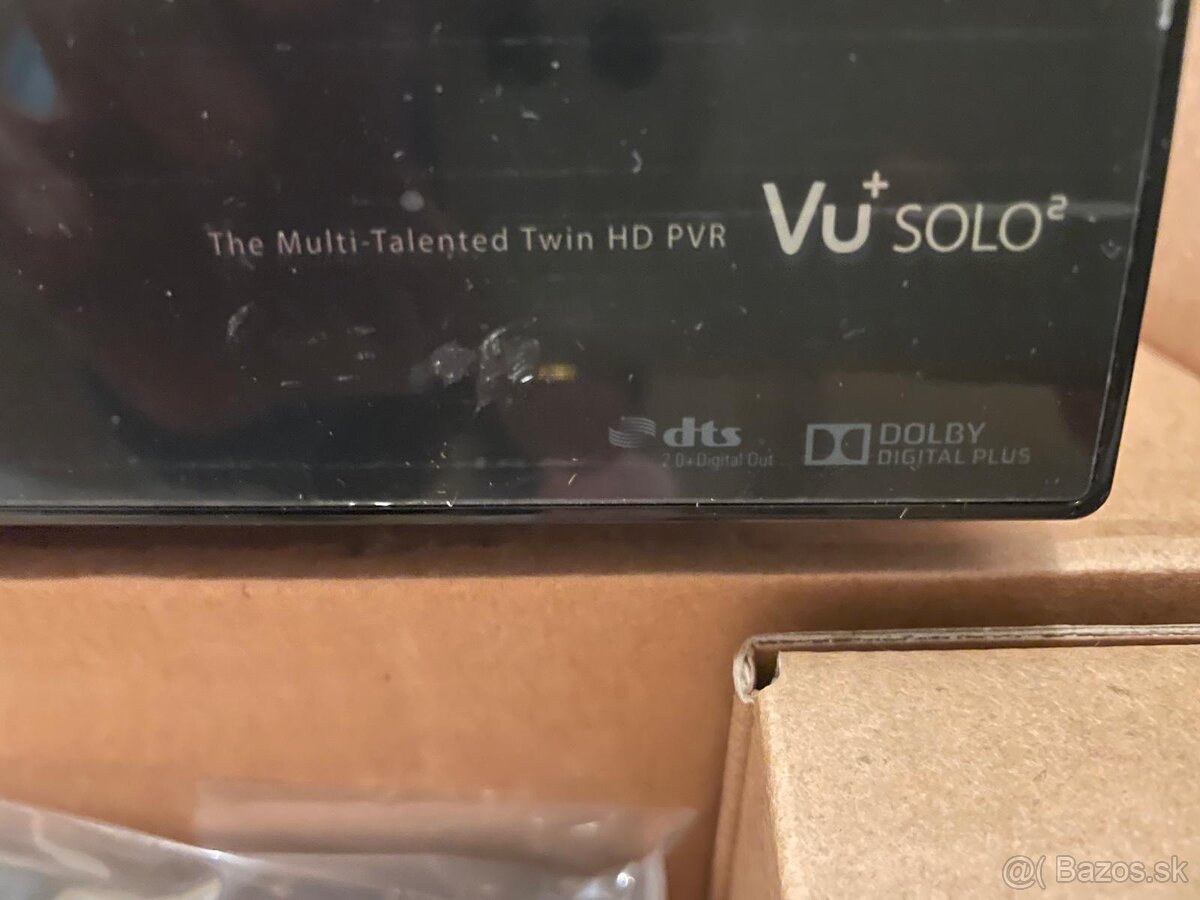 The Multi-Talented Twin HD PVR
Vu+ SOLO²
dts
2.0+Digital Out
DOLBY
DIGITAL PLUS
@( Bazos.sk